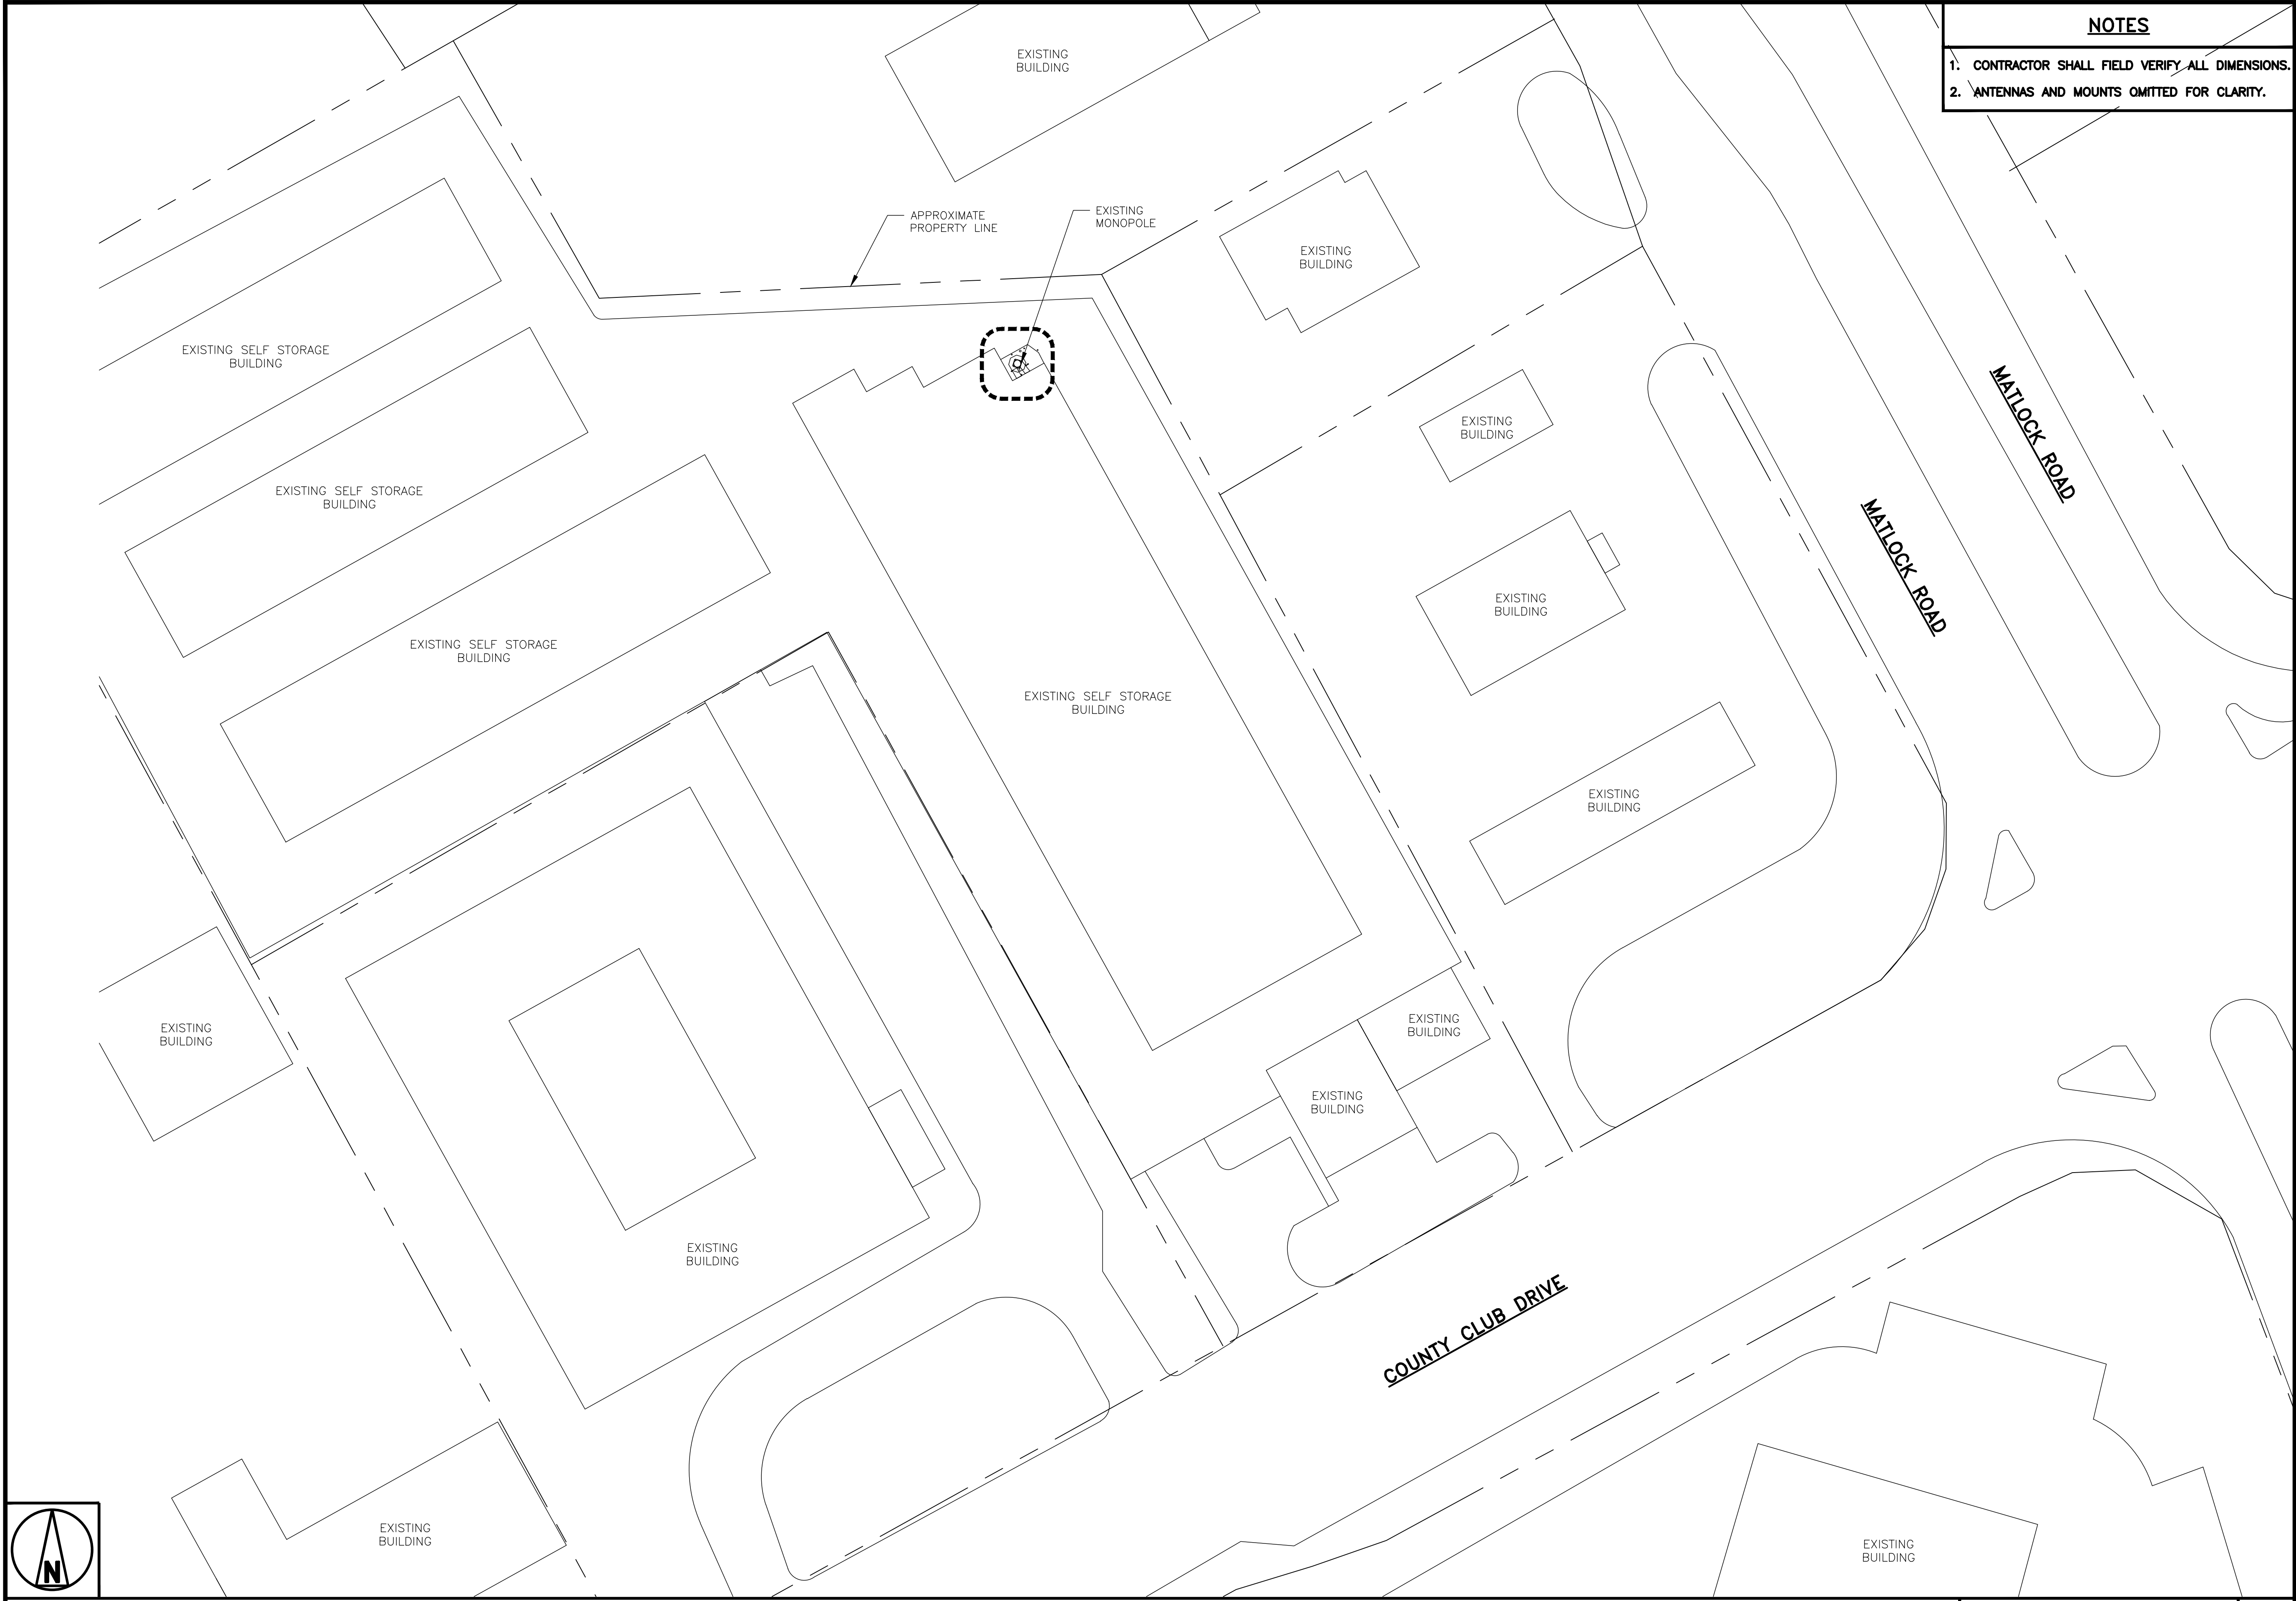 NOTES
1. CONTRACTOR SHALL FIELD VERIFY ALL DIMENSIONS.
2. ANTENNAS AND MOUNTS OMITTED FOR CLARITY.
EXISTING
BUILDING
APPROXIMATE
PROPERTY LINE
EXISTING
MONOPOLE
EXISTING
BUILDING
EXISTING SELF STORAGE
BUILDING
EXISTING
BUILDING
MATLOCK ROAD
MATLOCK ROAD
EXISTING SELF STORAGE
BUILDING
EXISTING
BUILDING
EXISTING SELF STORAGE
BUILDING
EXISTING SELF STORAGE
BUILDING
EXISTING
BUILDING
EXISTING
BUILDING
EXISTING
BUILDING
EXISTING
BUILDING
EXISTING
BUILDING
COUNTY CLUB DRIVE
EXISTING
BUILDING
EXISTING
BUILDING
N